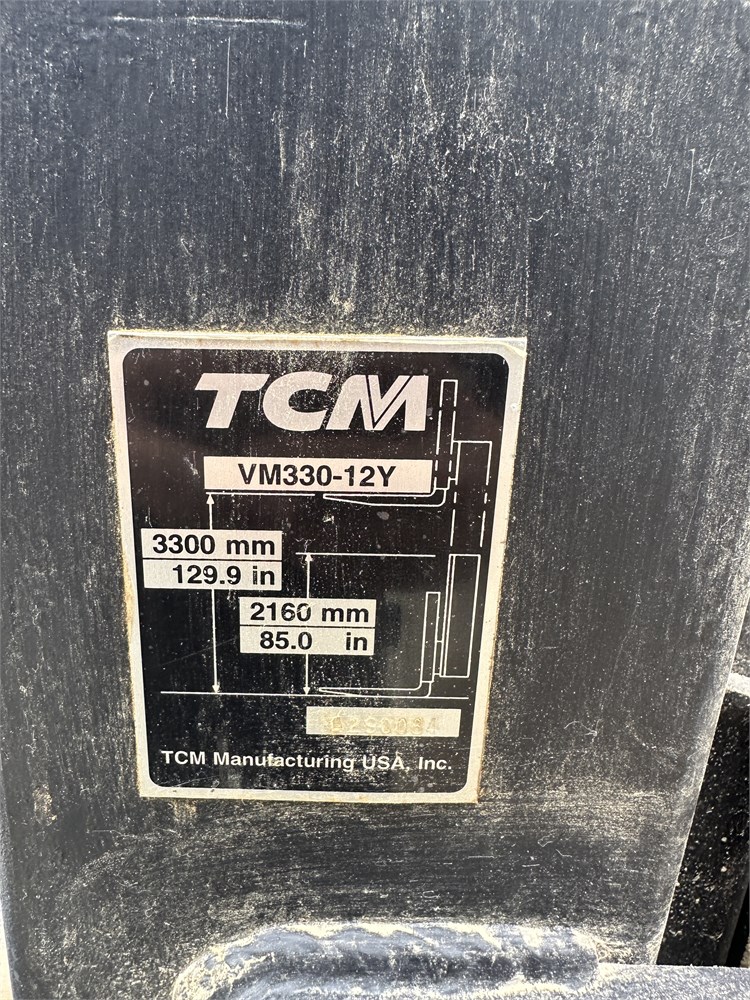 TCM
VM330-12Y
3300 mm
129.9 in
2160 mm
85.0 in
TCM Manufacturing USA, Inc.